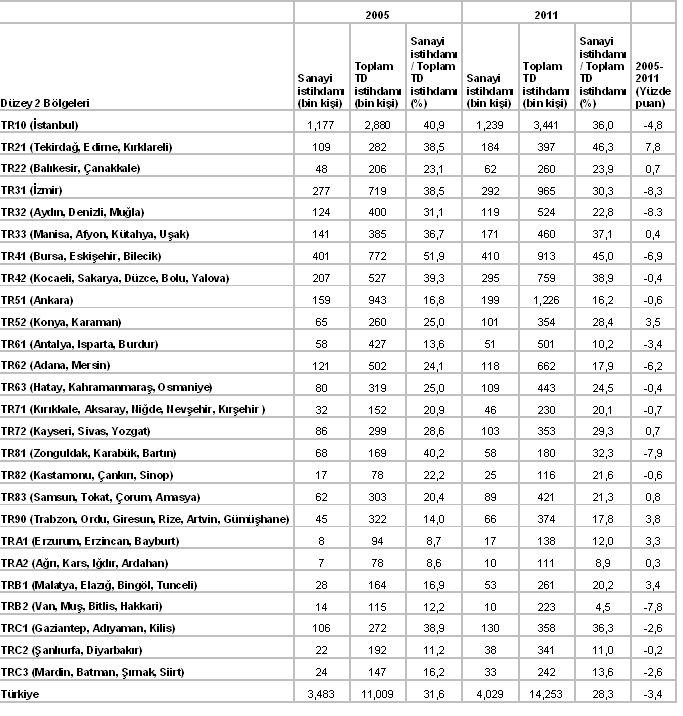 2005 2011
Düzey 2 Bölgeleri Sanayi istihdamı (bin kişi) Toplam TD istihdamı (bin kişi) Sanayi istihdamı / Toplam TD istihdamı (%) Sanayi istihdamı (bin kişi) Toplam TD istihdamı (bin kişi) Sanayi istihdamı / Toplam TD istihdamı (%) 2005-2011 (Yüzde puan)
TR10 (İstanbul) 1,177 2,880 40,9 1,239 3,441 36,0 -4,8
TR21 (Tekirdağ, Edirne, Kırklareli) 109 282 38,5 184 397 46,3 7,8
TR22 (Balıkesir, Çanakkale) 48 206 23,1 62 260 23,9 0,7
TR31 (İzmir) 277 719 38,5 292 965 30,3 -8,3
TR32 (Aydın, Denizli, Muğla) 124 400 31,1 119 524 22,8 -8.3
TR33 (Manisa, Afyon, Kütahya, Uşak) 141 385 36,7 171 460 37,1 0,4
TR41 (Bursa, Eskişehir, Bilecik) 401 772 51,9 410 913 45,0 -6,9
TR42 (Kocaeli, Sakarya, Düzce, Bolu, Yalova) 207 527 39,3 295 759 38,9 -0,4
TR51 (Ankara) 159 943 16,8 199 1,226 16,2 -0,6
TR52 (Konya, Karaman) 65 260 25,0 101 354 28,4 3,5
TR61 (Antalya, Isparta, Burdur) 58 427 13,6 51 501 10,2 -3,4
TR62 (Adana, Mersin) 121 502 24,1 118 662 17,9 -6,2
TR63 (Hatay, Kahramanmaraş, Osmaniye) 80 319 25,0 109 443 24,5 -0,4
TR71 (Kırıkkale, Aksaray, Niğde, Nevşehir, Kırşehir ) 32 152 20,9 46 230 20,1 -0,7
TR72 (Kayseri, Sivas, Yozgat) 86 299 28,6 103 353 29,3 0,7
TR81 (Zonguldak, Karabük, Bartın) 68 169 40,2 58 180 32,3 -7,9
TR82 (Kastamonu, Çankırı, Sinop) 17 78 22,2 25 116 21,6 -0,6
TR83 (Samsun, Tokat, Çorum, Amasya) 62 303 20,4 89 421 21,3 0,8
TR90 (Trabzon, Ordu, Giresun, Rize, Artvin, Gümüşhane) 45 322 14,0 66 374 17,8 3,8
TRA1 (Erzurum, Erzincan, Bayburt) 8 94 8,7 17 138 12,0 3,3
TRA2 (Ağrı, Kars, Iğdır, Ardahan) 7 78 8,6 10 111 8,9 0,3
TRB1 (Malatya, Elazığ, Bingöl, Tunceli) 28 164 16,9 53 261 20,2 3,4
TRB2 (Van, Muş, Bitlis, Hakkari) 14 115 12,2 10 223 4,5 -7,8
TRC1 (Gaziantep, Adıyaman, Kilis) 106 272 38,9 130 358 36,3 -2,6
TRC2 (Şanlıurfa, Diyarbakır) 22 192 11,2 38 341 11,0 -0,2
TRC3 (Mardin, Batman, Şırnak, Siirt) 24 147 16,2 33 242 13,6 -2,6
Türkiye 3,483 11,009 31,6 4,029 14,253 28,3 -3,4